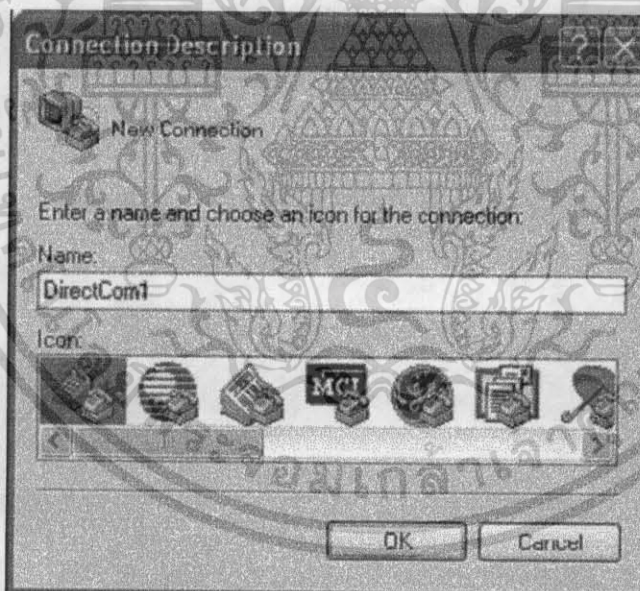 Connection Description
New Connection
Enter a name and choose an icon for the connection:
Name:
DirectCom1
Icon:
MCI
OK
Cancel